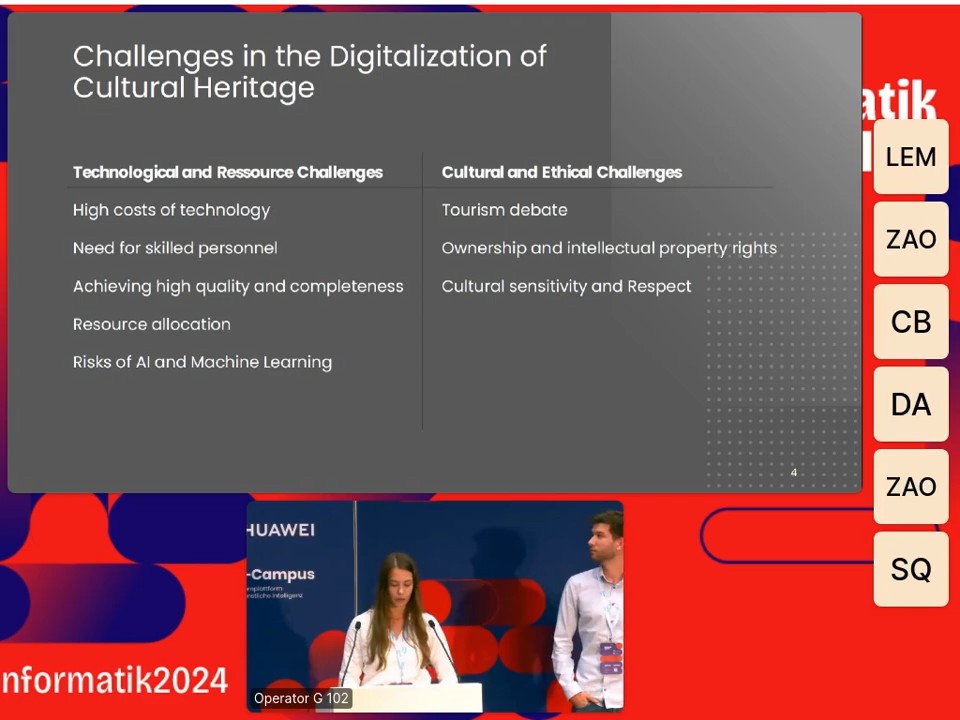 Challenges in the Digitalization of
Cultural Heritage
Technological and Ressource Challenges
High costs of technology
Need for skilled personnel
Achieving high quality and completeness
Resource allocation
Risks of AI and Machine Learning
Cultural and Ethical Challenges
Tourism debate
Ownership and intellectual property rights
Cultural sensitivity and Respect
4
atik
LEM
ZAO
CB
DA
ZAO
SQ
HUAWEI
-Campus
Operator G 102
nformatik2024